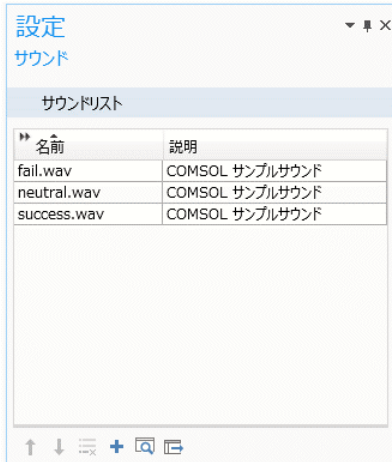 設定
サウンド
サウンドリスト
名前 説明
fail.wav COMSOL サンプルサウンド
neutral.wav COMSOL サンプルサウンド
success.wav COMSOL サンプルサウンド